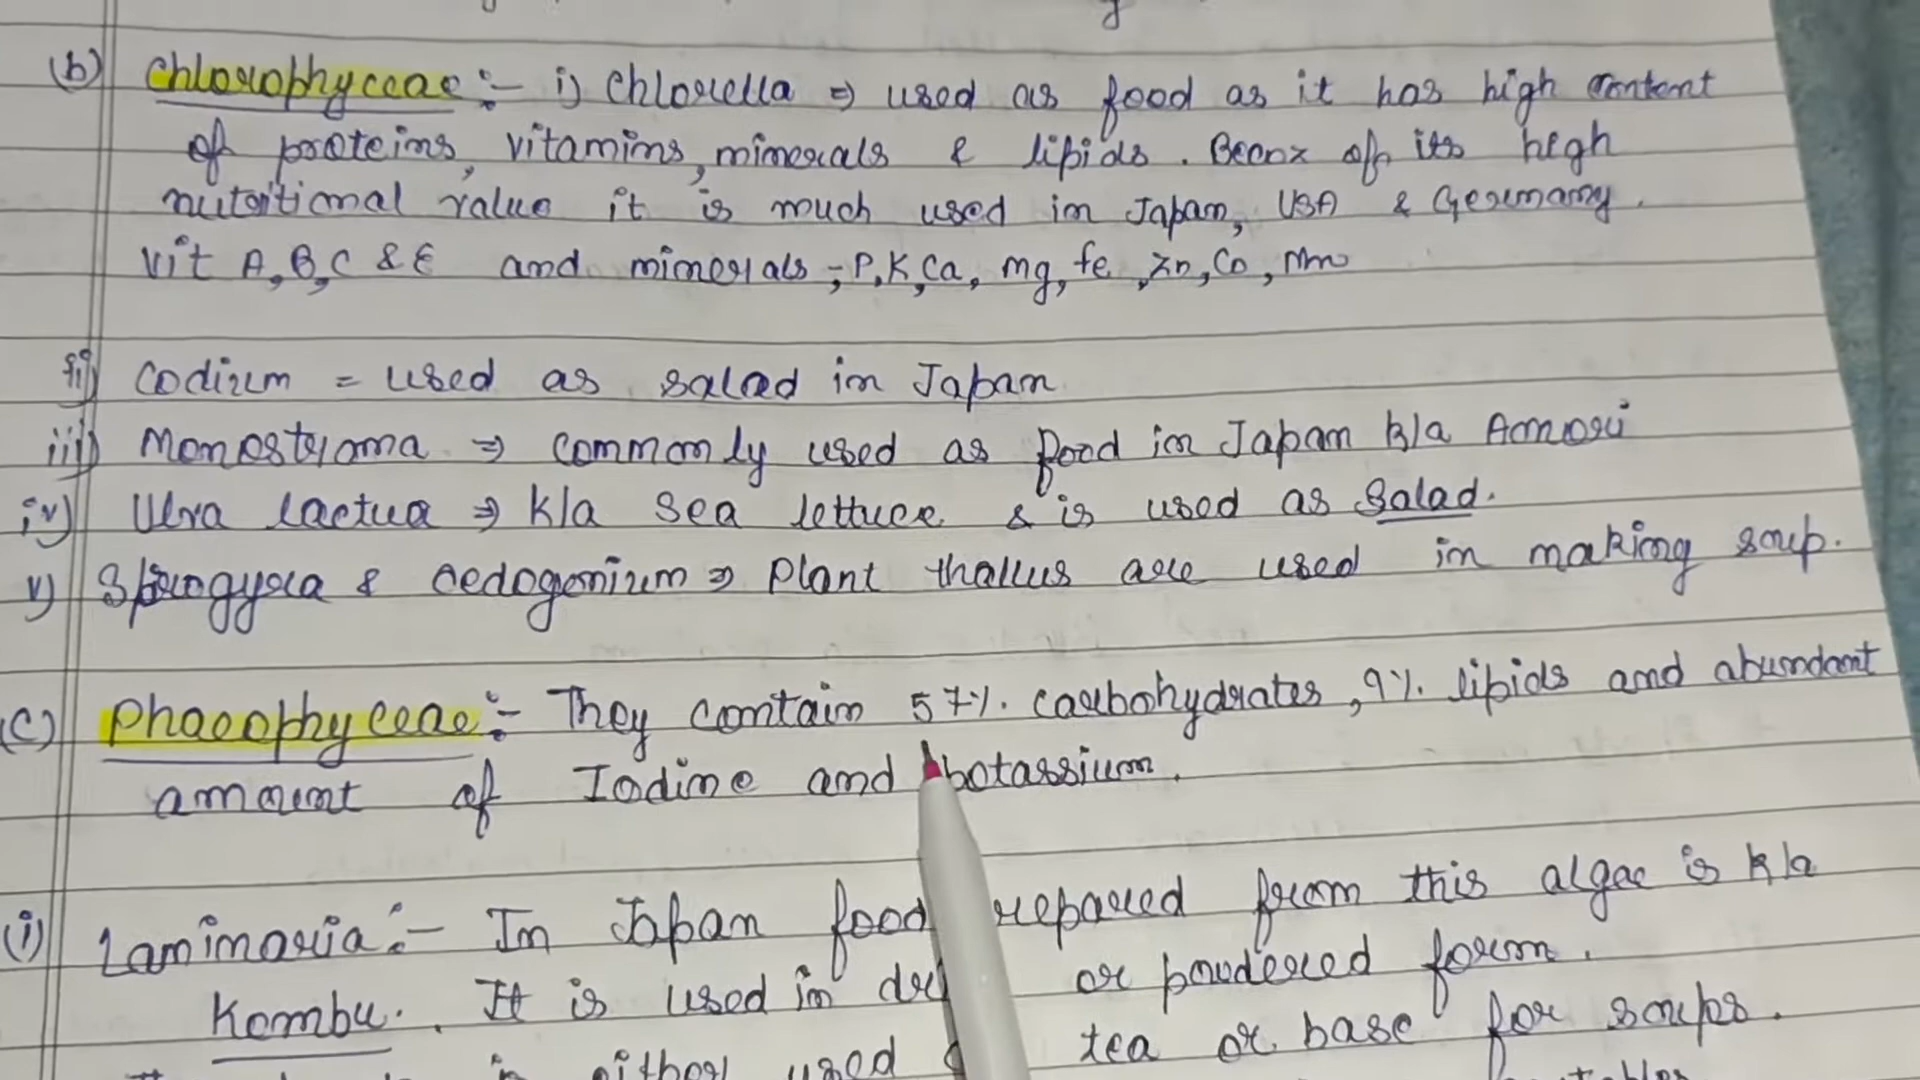 (b) Chlorophyceae :- i) Chlorella ⇒ used as food as it has high content
of proteins, vitamins, minerals & lipids. Becoz of its high
nutritional value it is much used in Japan, USA & Germany.
Vit A, B, C & E and minerals; - P, K, Ca, Mg, Fe, Zn, Co, Mn
ii) Codium = used as salad in Japan
iii) Monostroma ⇒ commonly used as food in Japan k/a Aonori
iv) Ulva lactua ⇒ k/a sea lettuce & is used as Salad.
v) Spirogyra & oedogonium ⇒ Plant thallus are used in making soup.
(C) Phaeophyceae :- They contain 57%. carbohydrates, 9%. lipids and abundant
amount of Iodine and potassium.
(i) Laminaria :- In Japan food from this algae is k/a
Kombu. It is used in or powdered form.
either used tea or base for soups.